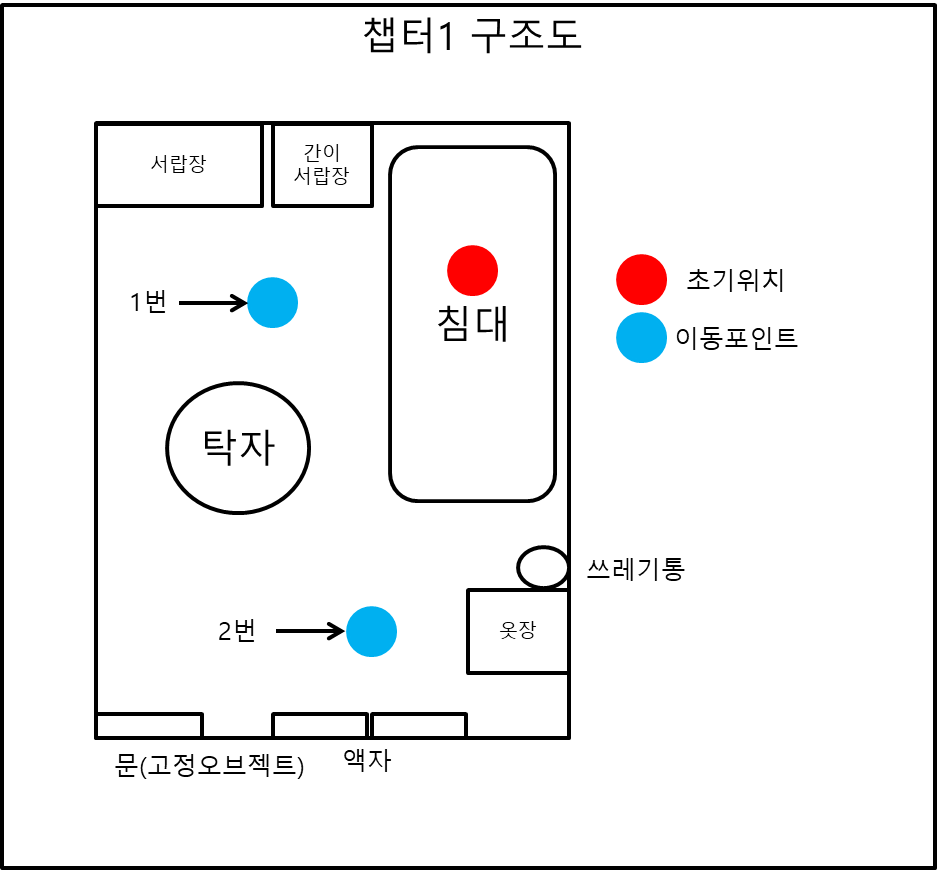 챕터1 구조도
서랍장
간이
서랍장
초기위치
1번
침대
이동포인트
탁자
쓰레기통
2번
옷장
문(고정오브젝트)
액자